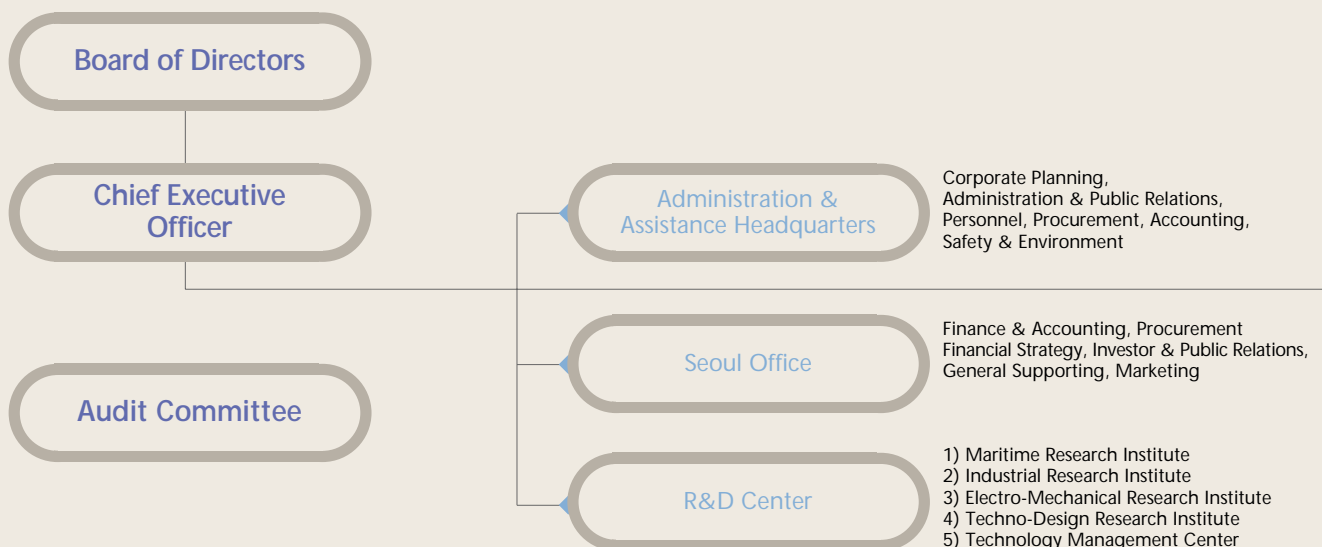 Board of Directors
Chief Executive
Officer
Audit Committee
Administration &
Assistance Headquarters
Corporate Planning,
Administration & Public Relations,
Personnel, Procurement, Accounting,
Safety & Environment
Seoul Office
Finance & Accounting, Procurement
Financial Strategy, Investor & Public Relations,
General Supporting, Marketing
R&D Center
1) Maritime Research Institute
2) Industrial Research Institute
3) Electro-Mechanical Research Institute
4) Techno-Design Research Institute
5) Technology Management Center